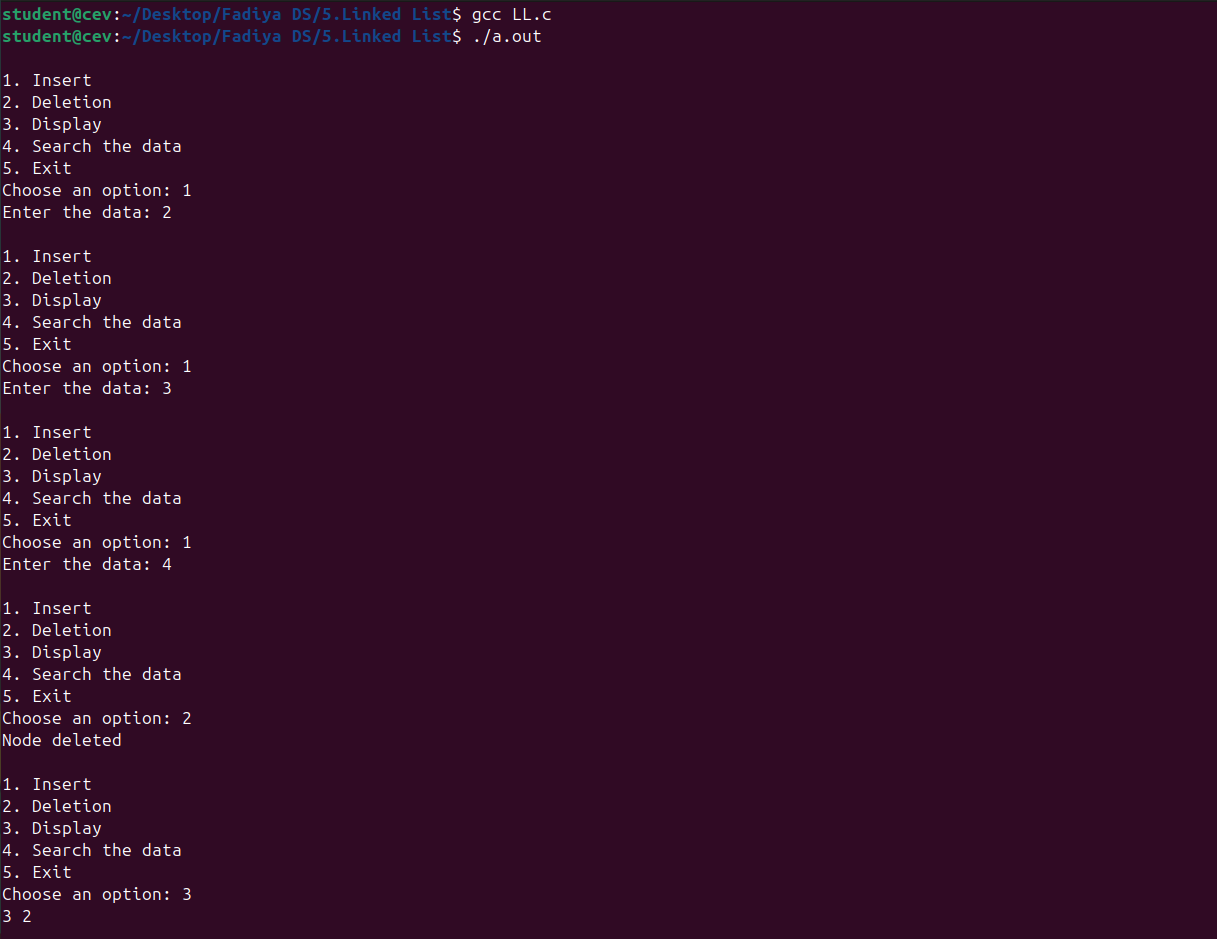 student@cev:~/Desktop/Fadiya DS/5.Linked List$ gcc LL.c
student@cev:~/Desktop/Fadiya DS/5.Linked List$ ./a.out
1. Insert
2. Deletion
3. Display
4. Search the data
5. Exit
Choose an option: 1
Enter the data: 2
1. Insert
2. Deletion
3. Display
4. Search the data
5. Exit
Choose an option: 1
Enter the data: 3
1. Insert
2. Deletion
3. Display
4. Search the data
5. Exit
Choose an option: 1
Enter the data: 4
1. Insert
2. Deletion
3. Display
4. Search the data
5. Exit
Choose an option: 2
Node deleted
1. Insert
2. Deletion
3. Display
4. Search the data
5. Exit
Choose an option: 3
3 2